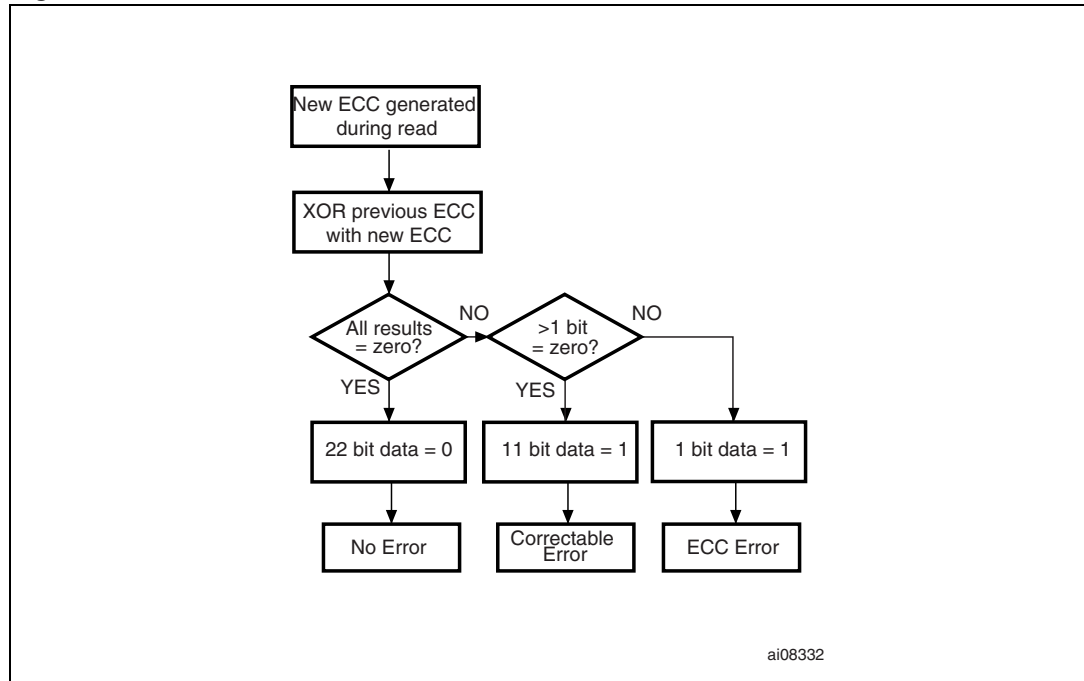 New ECC generated
during read
XOR previous ECC
with new ECC
All results
= zero?
NO
>1 bit
= zero?
NO
YES
YES
22 bit data = 0
11 bit data = 1
1 bit data = 1
No Error
Correctable
Error
ECC Error
ai08332